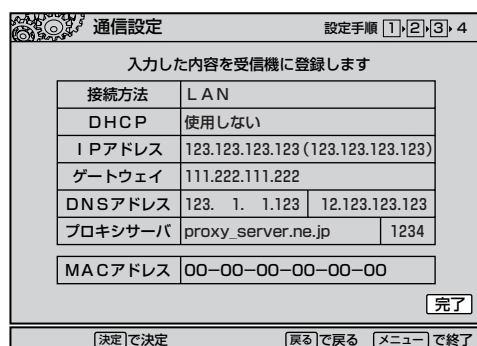 通信設定 設定手順 1 2 3 4
入力した内容を受信機に登録します
接続方法 LAN
DHCP 使用しない
IPアドレス 123.123.123.123(123.123.123.123)
ゲートウェイ 111.222.111.222
DNSアドレス 123. 1. 1.123 12.123.123.123
プロキシサーバ proxy_server.ne.jp 1234
MACアドレス 00-00-00-00-00-00
完了
決定で決定 戻るで戻る メニューで終了